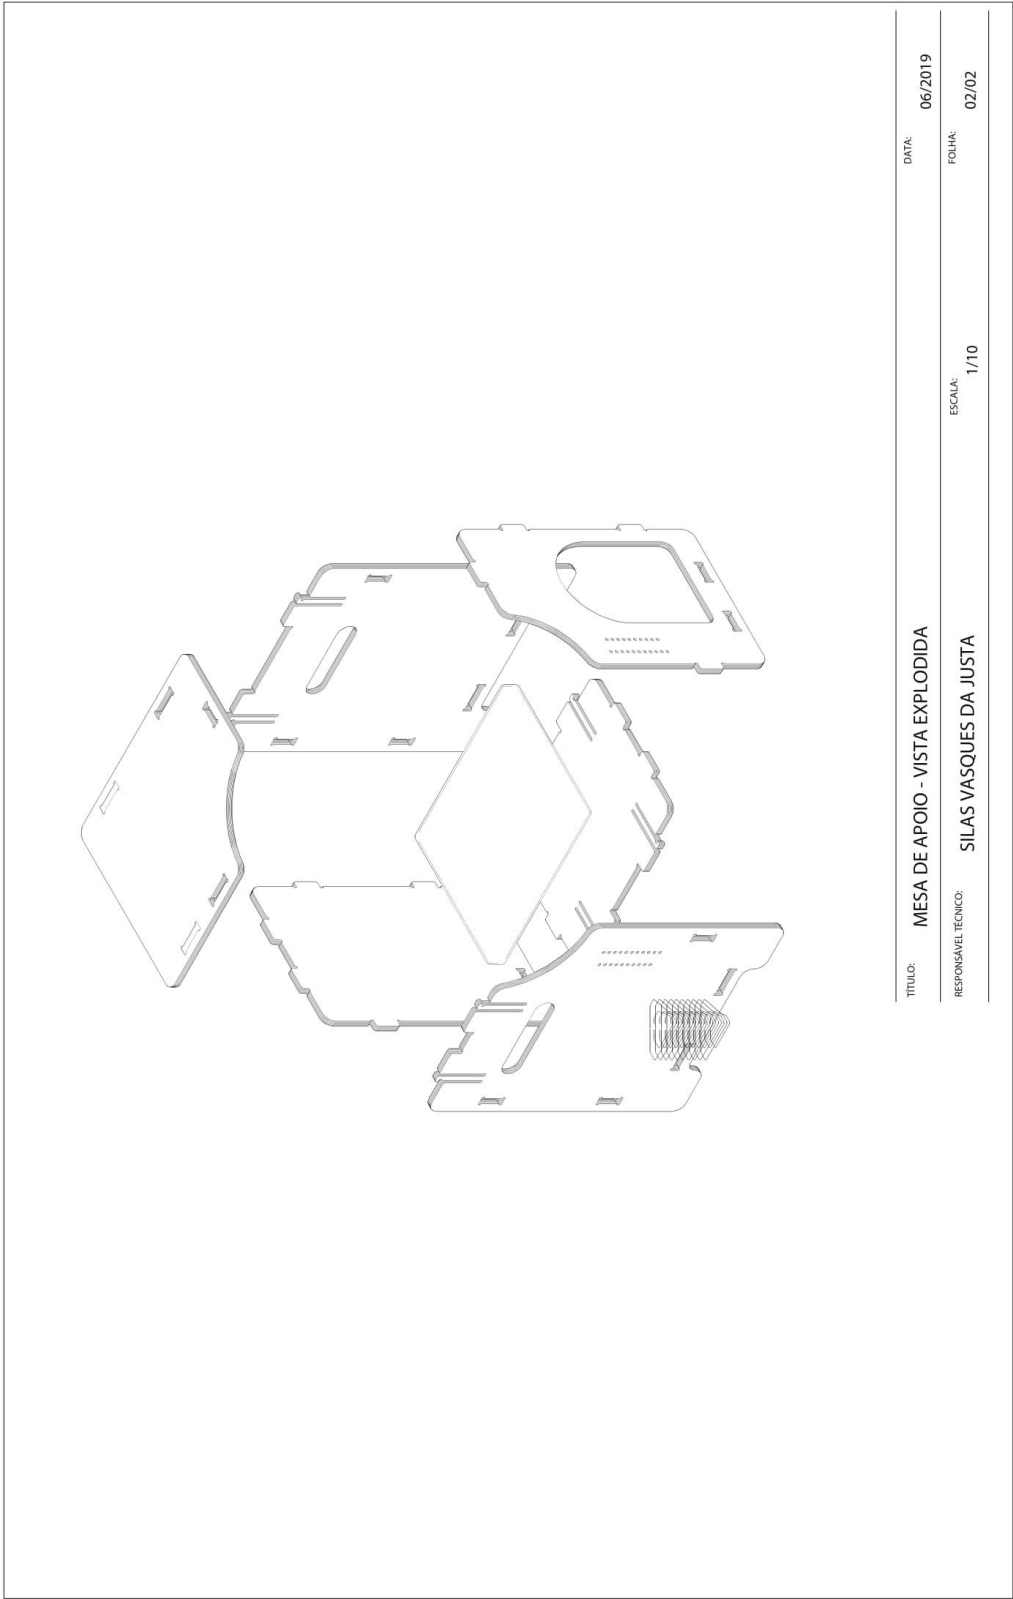 TÍTULO:
MESA DE APOIO - VISTA EXPLODIDA
DATA:
06/2019
RESPONSÁVEL TÉCNICO:
SILAS VASQUES DA JUSTA
ESCALA:
1/10
FOLHA:
02/02